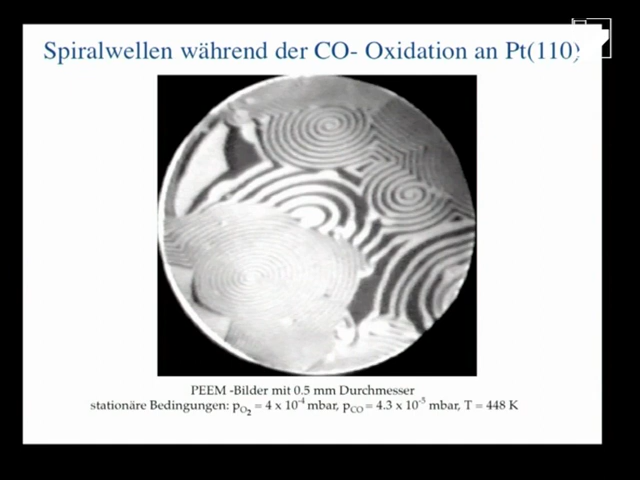 Spiralwellen während der CO- Oxidation an Pt(110)
PEEM -Bilder mit 0.5 mm Durchmesser
stationäre Bedingungen: pO2 = 4 x 10⁻⁴ mbar, pCO = 4.3 x 10⁻⁵ mbar, T = 448 K